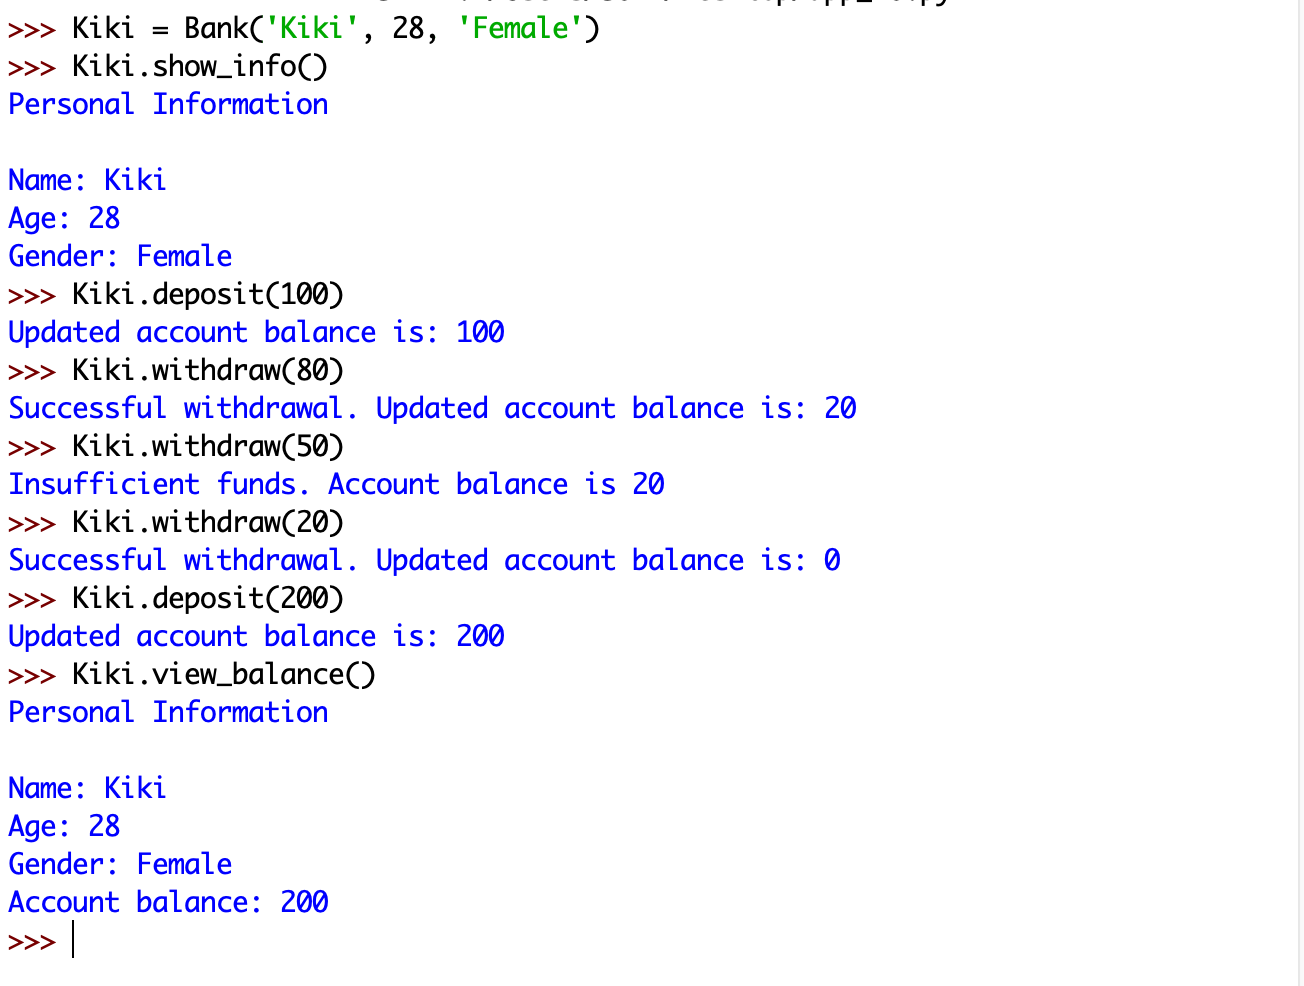 >>> Kiki = Bank('Kiki', 28, 'Female')
>>> Kiki.show_info()
Personal Information
Name: Kiki
Age: 28
Gender: Female
>>> Kiki.deposit(100)
Updated account balance is: 100
>>> Kiki.withdraw(80)
Successful withdrawal. Updated account balance is: 20
>>> Kiki.withdraw(50)
Insufficient funds. Account balance is 20
>>> Kiki.withdraw(20)
Successful withdrawal. Updated account balance is: 0
>>> Kiki.deposit(200)
Updated account balance is: 200
>>> Kiki.view_balance()
Personal Information
Name: Kiki
Age: 28
Gender: Female
Account balance: 200
>>>